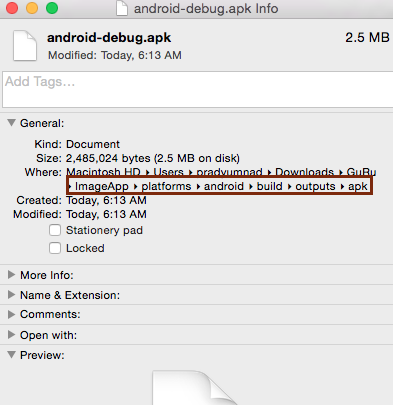 android-debug.apk Info
android-debug.apk 2.5 MB
Modified: Today, 6:13 AM
Add Tags…
General:
Kind: Document
Size: 2,485,024 bytes (2.5 MB on disk)
Where: Macintosh HD ▸ Users ▸ pradyumnad ▸ Downloads ▸ GuRu
▸ ImageApp ▸ platforms ▸ android ▸ build ▸ outputs ▸ apk
Created: Today, 6:13 AM
Modified: Today, 6:13 AM
Stationery pad
Locked
More Info:
Name & Extension:
Comments:
Open with:
Preview: